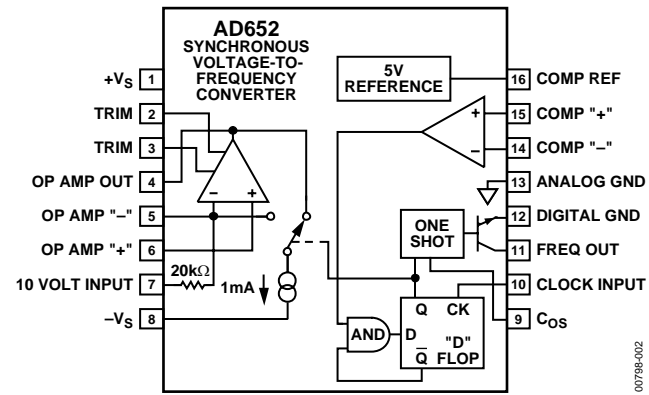 AD652
SYNCHRONOUS
VOLTAGE-TO-
FREQUENCY
CONVERTER
5V
REFERENCE
+VS 1
TRIM 2
TRIM 3
OP AMP OUT 4
OP AMP "–" 5
OP AMP "+" 6
10 VOLT INPUT 7
–VS 8
16 COMP REF
15 COMP "+"
14 COMP "–"
13 ANALOG GND
12 DIGITAL GND
11 FREQ OUT
10 CLOCK INPUT
9 COS
+
–
–
+
20kΩ
1mA
ONE
SHOT
AND
Q CK
D "D"
Q̅ FLOP
00798-002